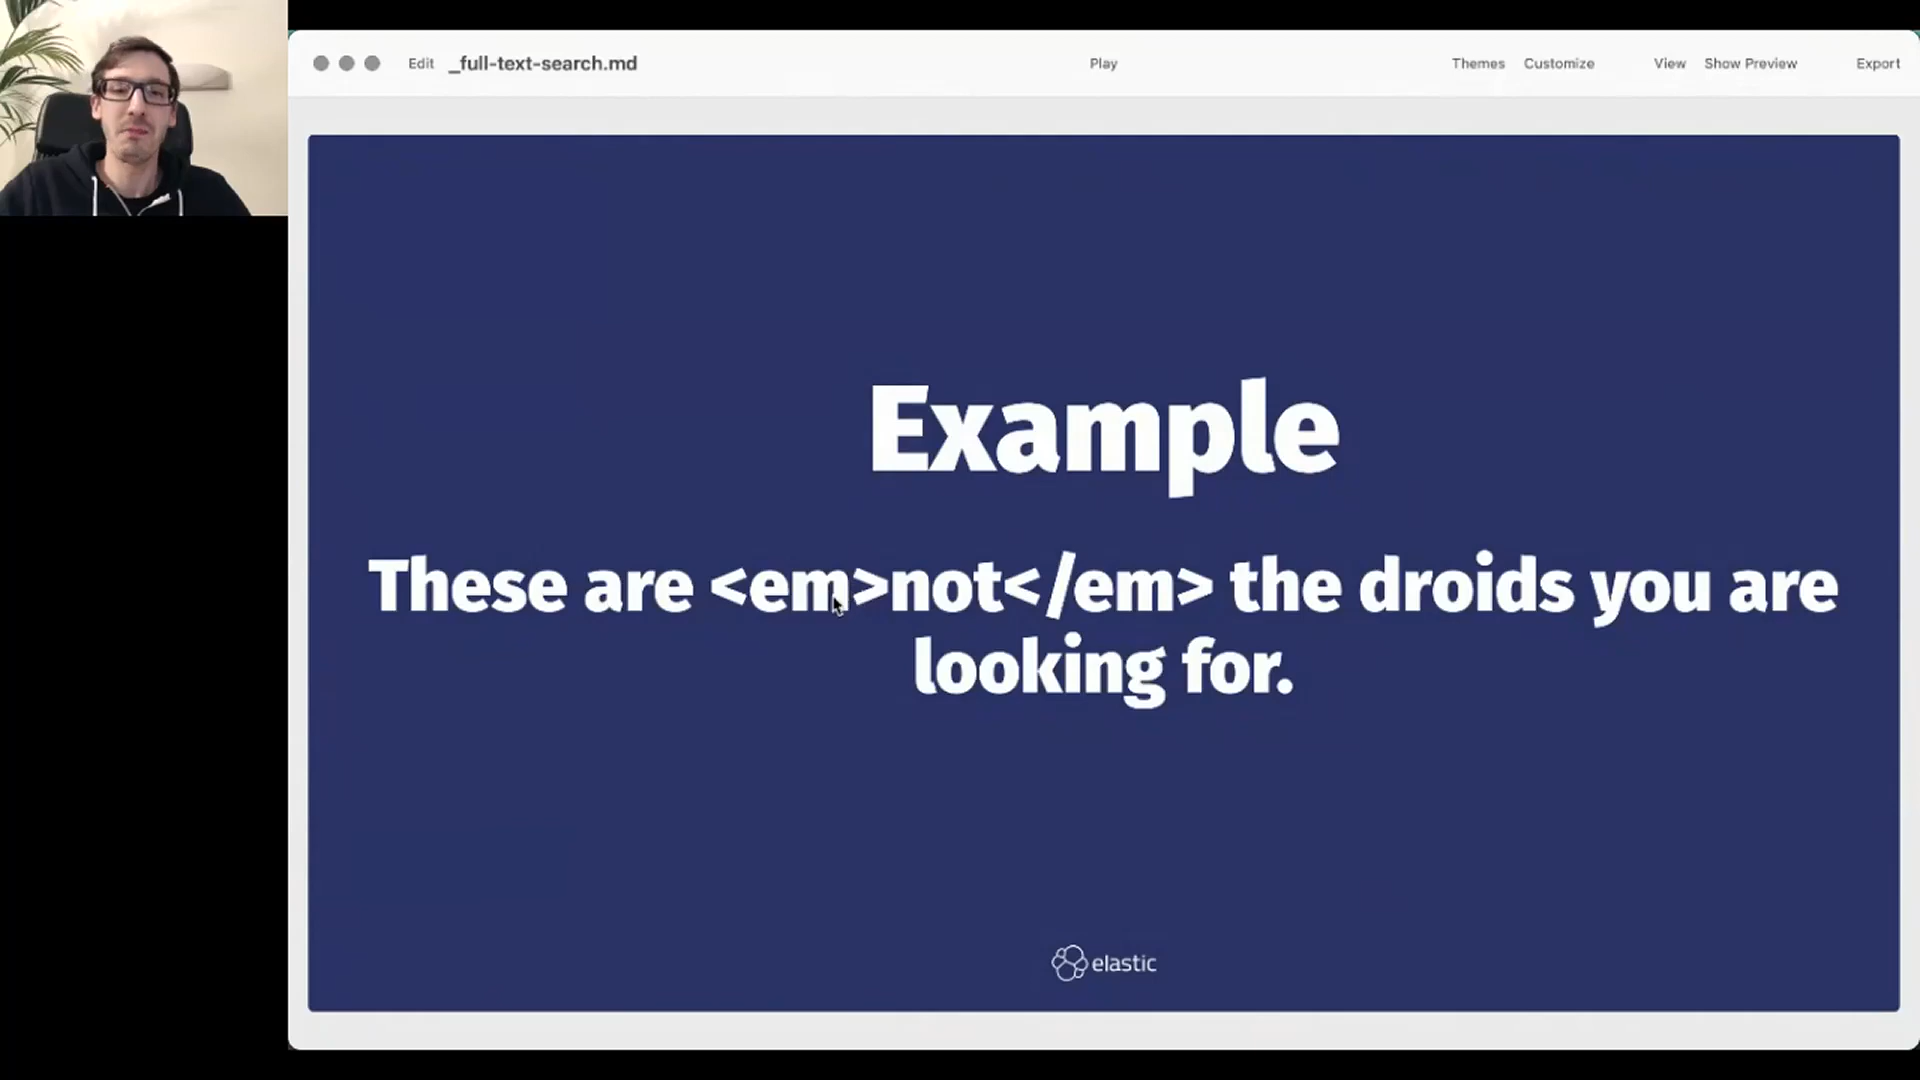 Edit _full-text-search.md Play Themes Customize View Show Preview Export
Example
These are <em>not</em> the droids you are
looking for.
elastic